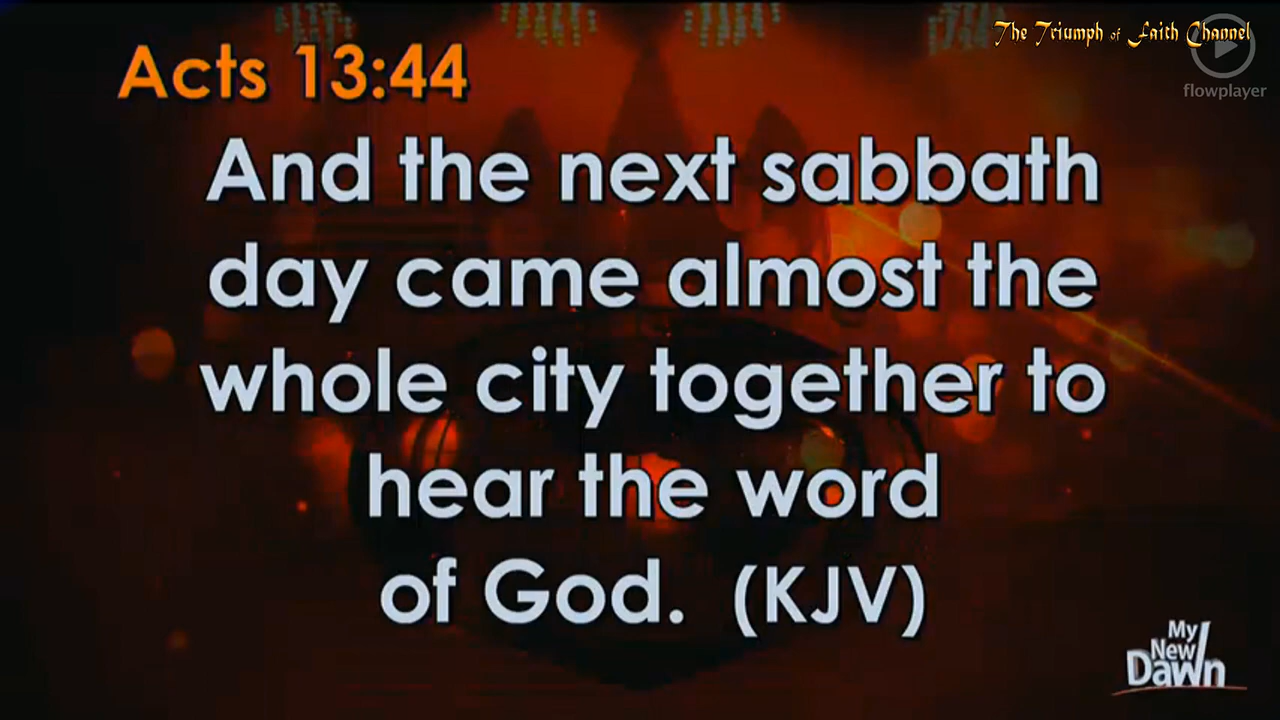 The Triumph of Faith Channel
flowplayer
Acts 13:44
And the next sabbath
day came almost the
whole city together to
hear the word
of God. (KJV)
My
New
Dawn